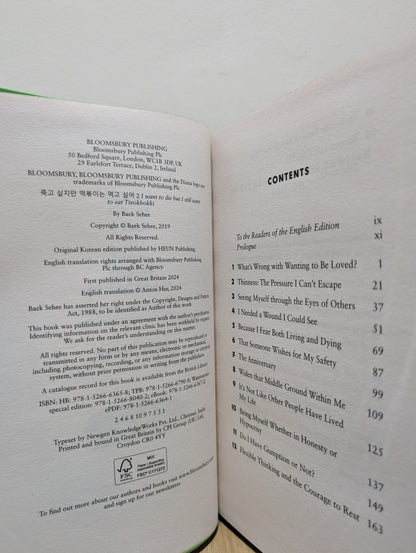 BLOOMSBURY PUBLISHING
Bloomsbury Publishing Plc
50 Bedford Square, London, WC1B 3DP, UK
29 Earlsfort Terrace, Dublin 2, Ireland
BLOOMSBURY, BLOOMSBURY PUBLISHING and the Diana logo are
trademarks of Bloomsbury Publishing Plc
죽고 싶지만 떡볶이는 먹고 싶어 2 I want to die but I still want
to eat Tteokbokki
By Baek Sehee
Copyright © Baek Sehee, 2019
All Rights Reserved.
Original Korean edition published by HEUN Publishing
English translation rights arranged with Bloomsbury Publishing
Plc through BC Agency.
First published in Great Britain 2024
English translation © Anton Hur, 2024
Baek Sehee has asserted her right under the Copyright, Designs and Patents
Act, 1988, to be identified as Author of this work
This book was published under an agreement with the author's psychiatrist.
Identifying information on the relevant clinic has been withheld by request.
We ask for the reader's understanding on this matter.
All rights reserved. No part of this publication may be reproduced or
transmitted in any form or by any means, electronic or mechanical,
including photocopying, recording, or any information storage or retrieval
system, without prior permission in writing from the publishers.
A catalogue record for this book is available from the British Library
ISBN: HB: 978-1-5266-6365-8; TPB: 978-1-5266-4790-0; Waterstones
special edition: 978-1-5266-8040-2; eBook: 978-1-5266-6367-2;
ePDF: 978-1-5266-6364-1
2 4 6 8 10 9 7 5 3 1
Typeset by Newgen KnowledgeWorks Pvt. Ltd., Chennai, India
Printed and bound in Great Britain by CPI Group (UK) Ltd,
Croydon CR0 4YY
FSC
MIX
FSC® C171272
To find out more about our authors and books visit www.bloomsbury.com
and sign up for our newsletters
CONTENTS
To the Readers of the English Edition ix
Prologue xi
1 What's Wrong with Wanting to Be Loved? 1
2 Thinness: The Pressure I Can't Escape 21
3 Seeing Myself through the Eyes of Others 37
4 I Needed a Wound I Could See 51
5 Because I Fear Both Living and Dying 69
6 That Someone Wishes for My Safety 87
7 The Anniversary 99
8 Widen that Middle Ground Within Me 109
9 It's Not Like Other People Have Lived
My Life 125
10 Being Myself Whether in Honesty or
Hypocrisy 137
11 Do I Have Gumption or Not? 149
12 Flexible Thinking and the Courage to Rest 163